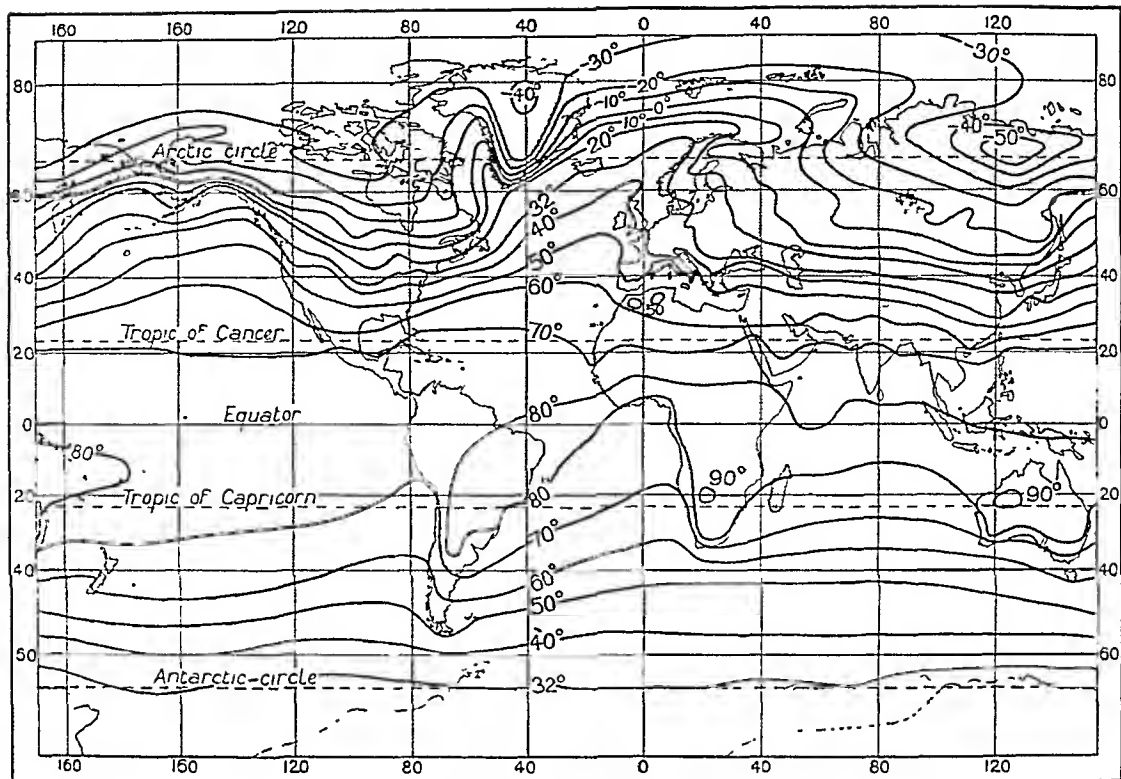 160 160 120 80 40 0 40 80 120
-30°
-30°
80 -40° -20° 80
-10° 0°
-10°
-40°
20° -50°
Arctic circle
60 60
32°
40°
50°
40 60° 40
50
Tropic of Cancer 70°
20 20
80°
Equator
0 0
80°
90° 90°
20 Tropic of Capricorn 80 20
70°
40 60° 40
50°
40°
50 60
Antarctic-circle 32°
160 160 120 80 40 0 40 80 120